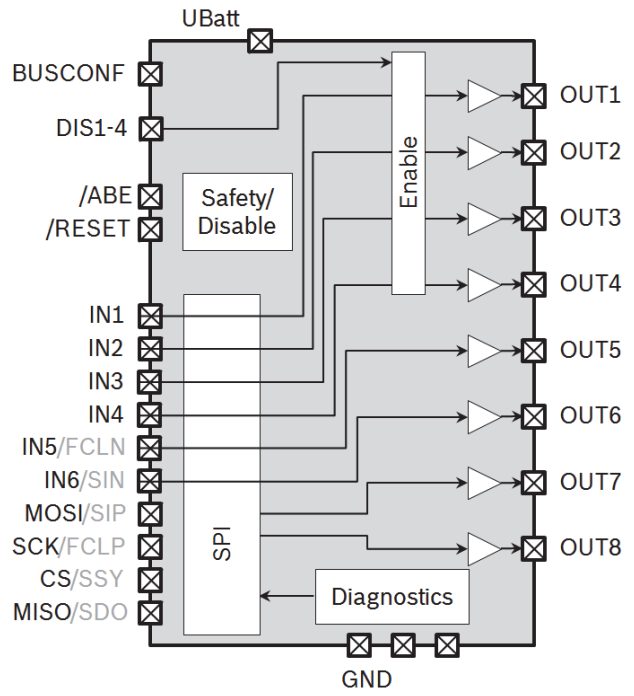 UBatt
BUSCONF
DIS1-4
/ABE
/RESET
Safety/
Disable
Enable
OUT1
OUT2
OUT3
OUT4
OUT5
OUT6
OUT7
OUT8
IN1
IN2
IN3
IN4
IN5/FCLN
IN6/SIN
MOSI/SIP
SCK/FCLP
CS/SSY
MISO/SDO
SPI
Diagnostics
GND